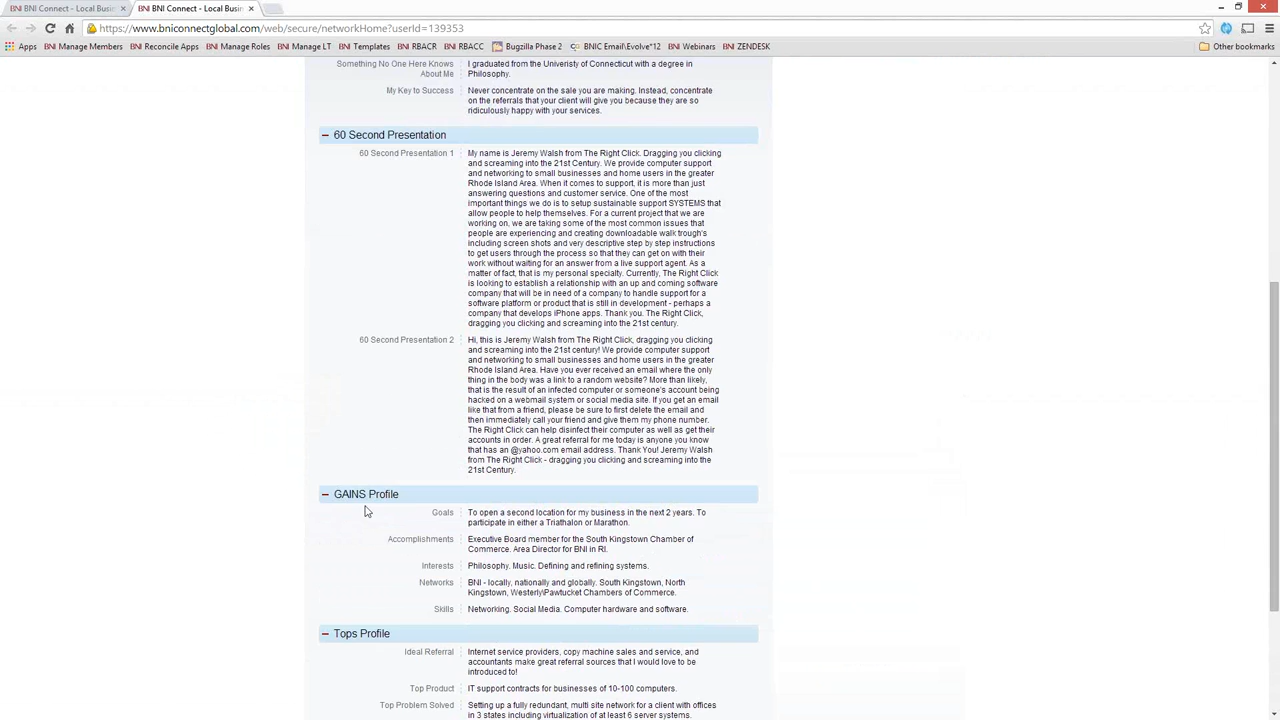 BNI BNI Connect - Local Busin
BNI BNI Connect - Local Busin
https://www.bniconnectglobal.com/web/secure/networkHome?userId=139353
Apps BNI Manage Members BNI Reconcile Apps BNI Manage Roles BNI Manage LT BNI Templates BNI RBACR BNI RBACC Bugzilla Phase 2 BNIC Email\Evolve*12 BNI Webinars BNI ZENDESK Other bookmarks
Something No One Here Knows
About Me
I graduated from the Univeristy of Connecticut with a degree in
Philosophy.
My Key to Success
Never concentrate on the sale you are making. Instead, concentrate
on the referrals that your client will give you because they are so
ridiculously happy with your services.
60 Second Presentation
60 Second Presentation 1
My name is Jeremy Walsh from The Right Click. Dragging you clicking
and screaming into the 21st Century. We provide computer support
and networking to small businesses and home users in the greater
Rhode Island Area. When it comes to support, it is more than just
answering questions and customer service. One of the most
important things we do is to setup sustainable support SYSTEMS that
allow people to help themselves. For a current project that we are
working on, we are taking some of the most common issues that
people are experiencing and creating downloadable walk trough's
including screen shots and very descriptive step by step instructions
to get users through the process so that they can get on with their
work without waiting for an answer from a live support agent. As a
matter of fact, that is my personal specialty. Currently, The Right Click
is looking to establish a relationship with an up and coming software
company that will be in need of a company to handle support for a
software platform or product that is still in development - perhaps a
company that develops iPhone apps. Thank you. The Right Click,
dragging you clicking and screaming into the 21st century.
60 Second Presentation 2
Hi, this is Jeremy Walsh from The Right Click, dragging you clicking
and screaming into the 21st century! We provide computer support
and networking to small businesses and home users in the greater
Rhode Island Area. Have you ever received an email where the only
thing in the body was a link to a random website? More than likely,
that is the result of an infected computer or someone's account being
hacked on a webmail system or social media site. If you get an email
like that from a friend, please be sure to first delete the email and
then immediately call your friend and give them my phone number.
The Right Click can help disinfect their computer as well as get their
accounts in order. A great referral for me today is anyone you know
that has an @yahoo.com email address. Thank You! Jeremy Walsh
from The Right Click - dragging you clicking and screaming into the
21st Century.
GAINS Profile
Goals
To open a second location for my business in the next 2 years. To
participate in either a Triathalon or Marathon.
Accomplishments
Executive Board member for the South Kingstown Chamber of
Commerce. Area Director for BNI in RI.
Interests
Philosophy. Music. Defining and refining systems.
Networks
BNI - locally, nationally and globally. South Kingstown, North
Kingstown, Westerly\Pawtucket Chambers of Commerce.
Skills
Networking. Social Media. Computer hardware and software.
Tops Profile
Ideal Referral
Internet service providers, copy machine sales and service, and
accountants make great referral sources that I would love to be
introduced to!
Top Product
IT support contracts for businesses of 10-100 computers.
Top Problem Solved
Setting up a fully redundant, multi site network for a client with offices
in 3 states including virtualization of at least 6 server systems.